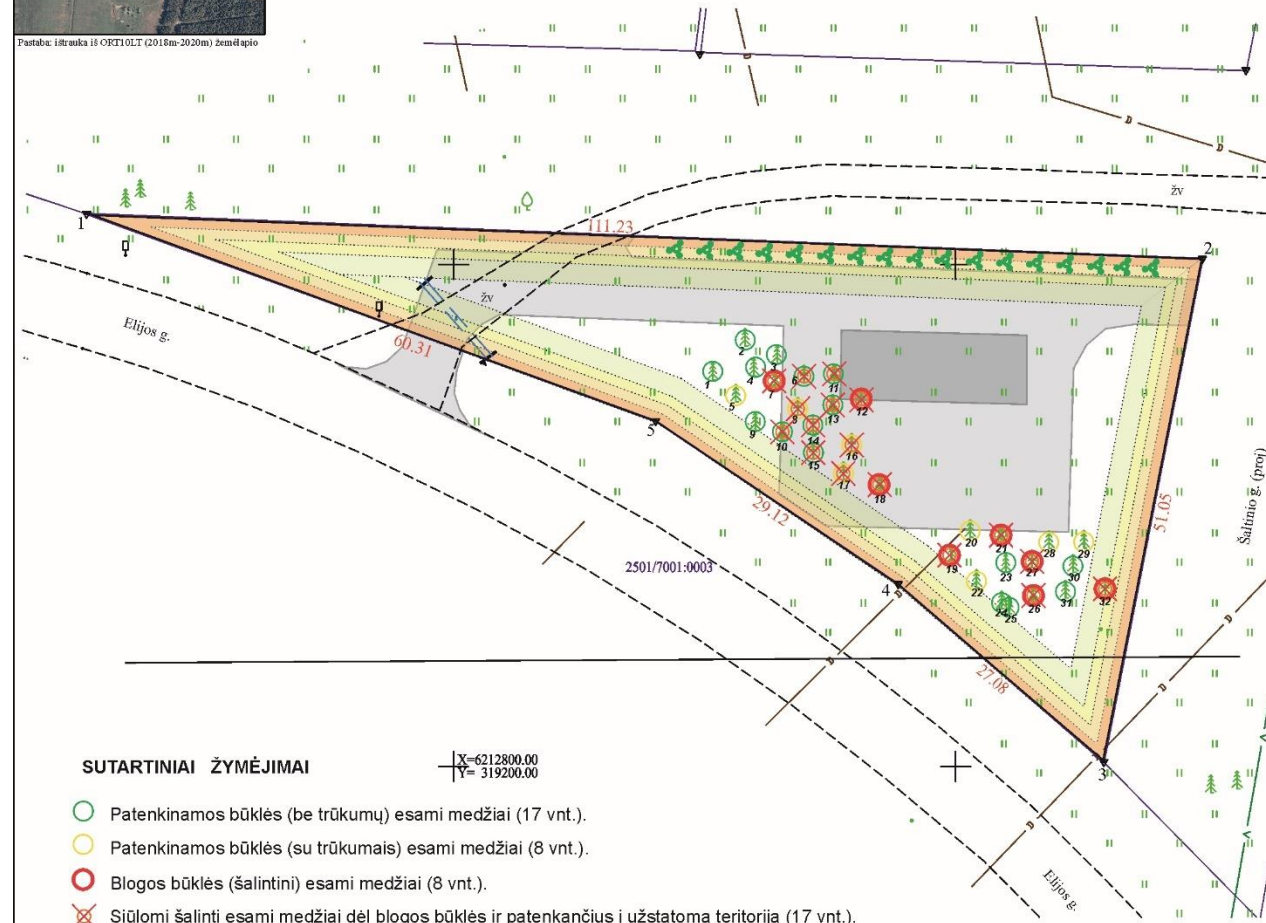 Pastaba: ištrauka iš ORT10LT (2018m-2020m) žemėlapio
žv
1
111.23
2
Elijos g.
žv
60.31
2
3
1
4
6
11
5
7
8
13
12
9
10
14
16
15
17
18
5
29.12
51.05
Šaltinio g. (proj)
2501/7001:0003
20
21
28
29
19
23
27
30
22
24
25
26
31
32
4
27.08
3
D
D
D
D
D
D
D
D
Elijos g.
SUTARTINIAI ŽYMĖJIMAI
X=6212800.00
Y= 319200.00
Patenkinamos būklės (be trūkumų) esami medžiai (17 vnt.).
Patenkinamos būklės (su trūkumais) esami medžiai (8 vnt.).
Blogos būklės (šalintini) esami medžiai (8 vnt.).
Siūlomi šalinti esami medžiai dėl blogos būklės ir patenkančius į užstatomą teritoriją (17 vnt.).